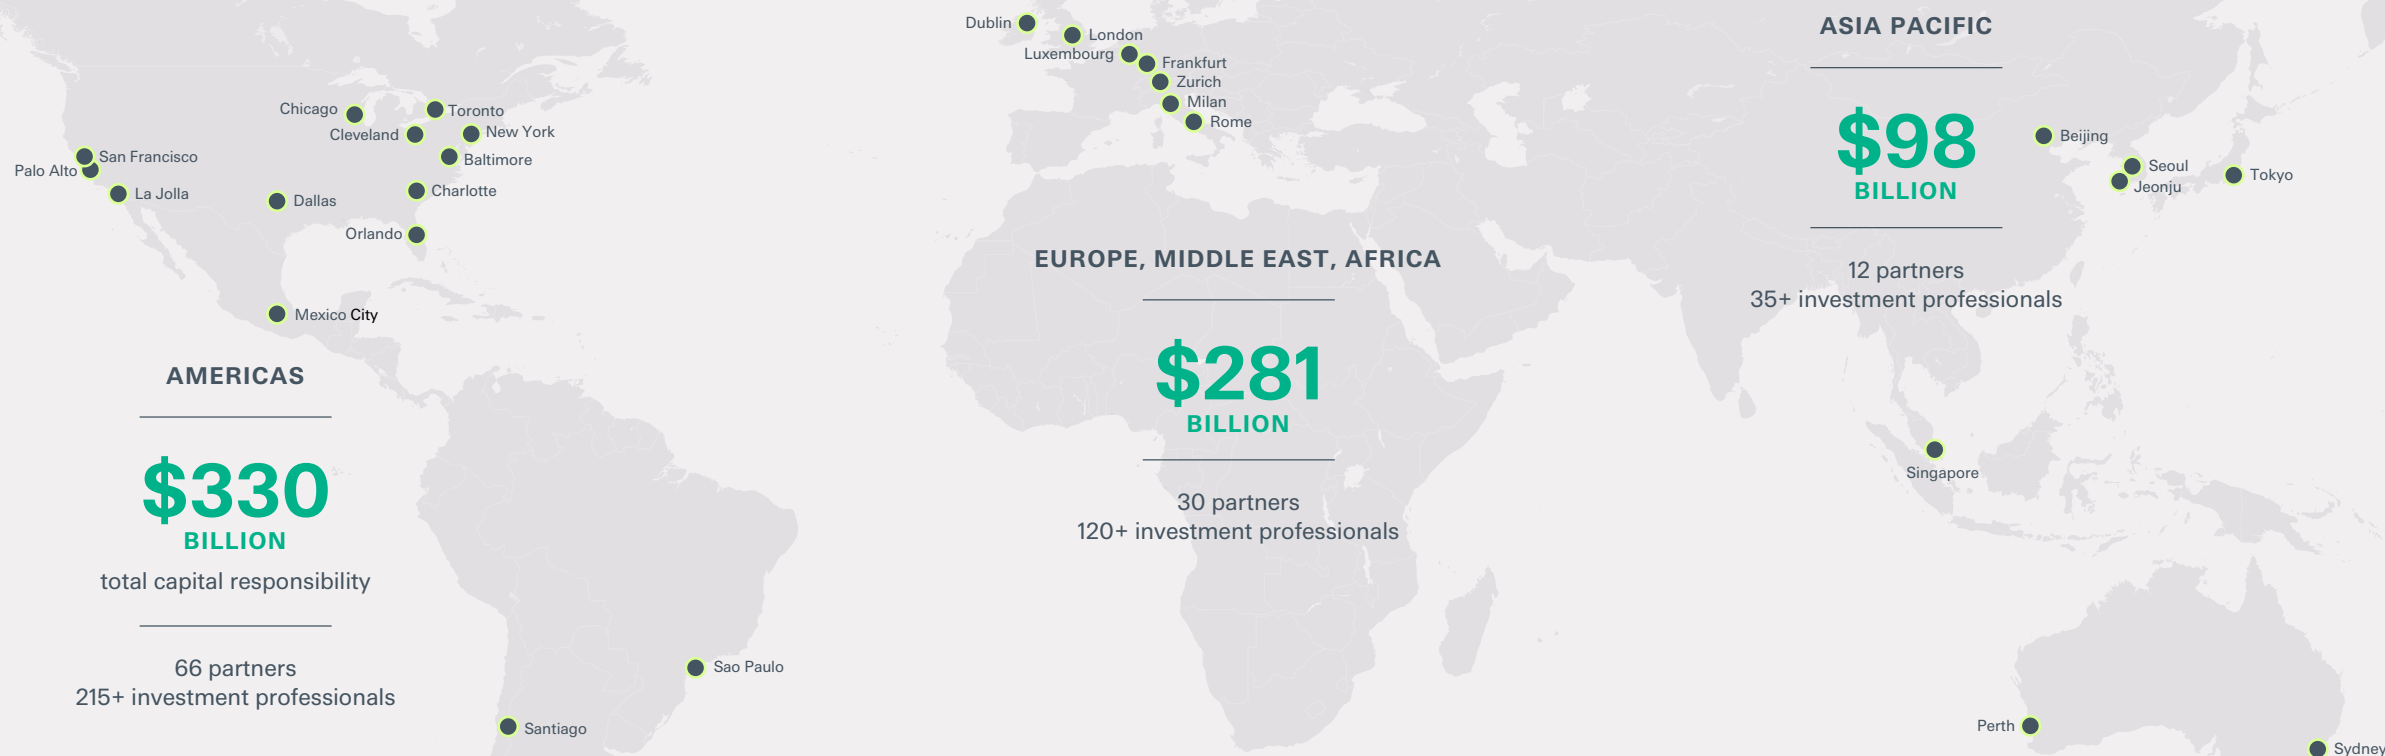 Chicago
Toronto
Cleveland
New York
San Francisco
Baltimore
Palo Alto
La Jolla
Charlotte
Dallas
Orlando
Mexico City
AMERICAS
$330
BILLION
total capital responsibility
66 partners
215+ investment professionals
Sao Paulo
Santiago
Dublin
London
Luxembourg
Frankfurt
Zurich
Milan
Rome
EUROPE, MIDDLE EAST, AFRICA
$281
BILLION
30 partners
120+ investment professionals
ASIA PACIFIC
$98
BILLION
12 partners
35+ investment professionals
Beijing
Seoul
Jeonju
Tokyo
Singapore
Perth
Sydney